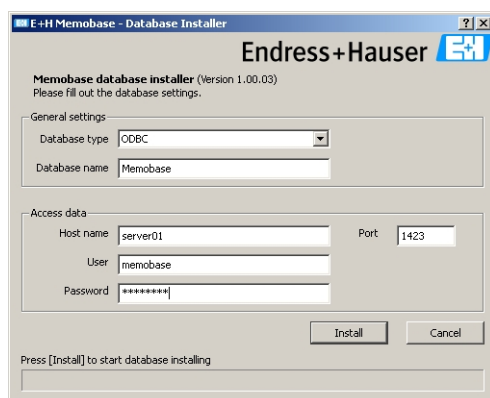 E+H Memobase - Database Installer
Endress+Hauser EH
Memobase database installer (Version 1.00.03)
Please fill out the database settings.
General settings
Database type ODBC
Database name Memobase
Access data
Host name server01 Port 1423
User memobase
Password ********
Install Cancel
Press [Install] to start database installing